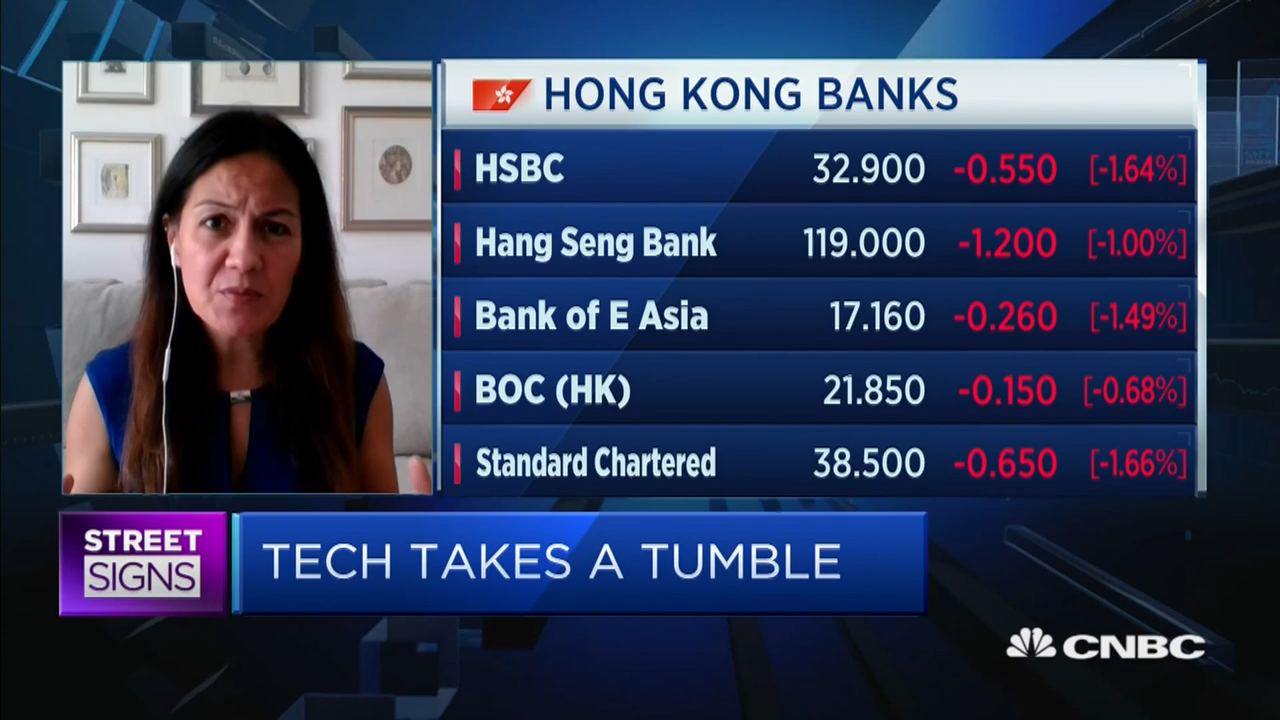 HONG KONG BANKS
HSBC 32.900 -0.550 [-1.64%]
Hang Seng Bank 119.000 -1.200 [-1.00%]
Bank of E Asia 17.160 -0.260 [-1.49%]
BOC (HK) 21.850 -0.150 [-0.68%]
Standard Chartered 38.500 -0.650 [-1.66%]
STREET
SIGNS
TECH TAKES A TUMBLE
CNBC